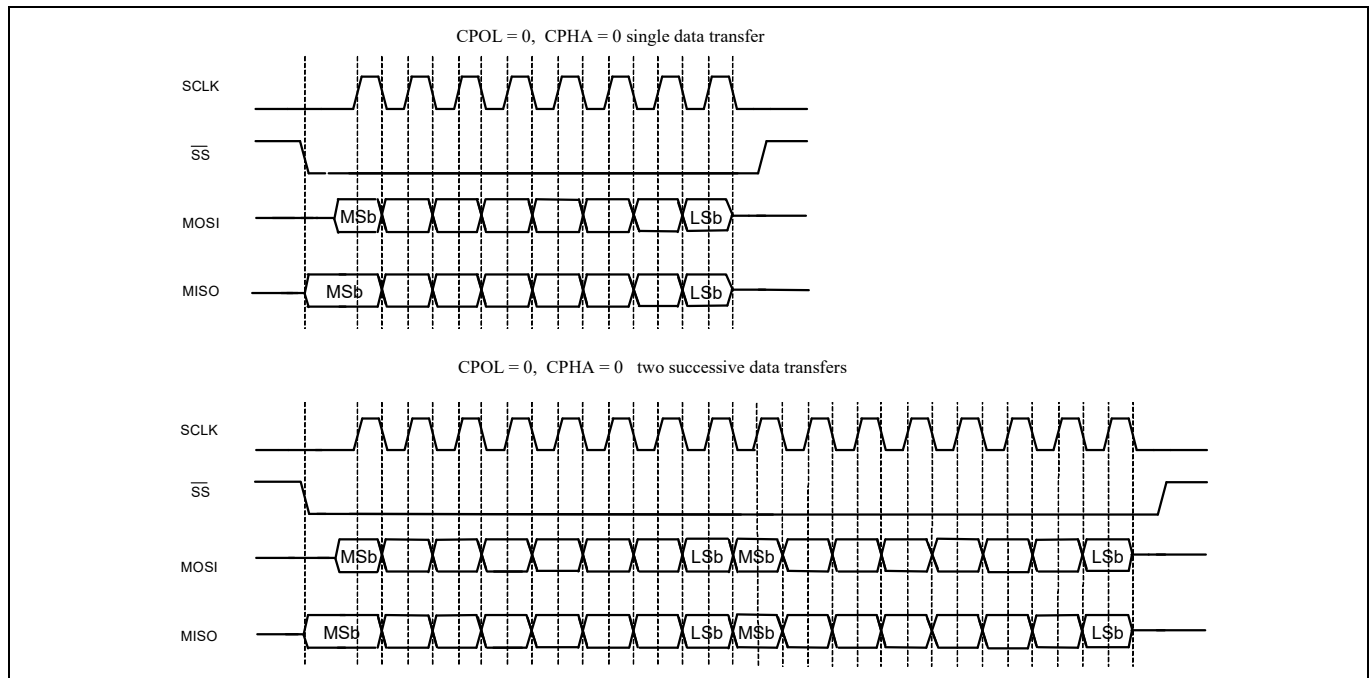 CPOL = 0, CPHA = 0 single data transfer
SCLK
SS
MOSI MSb LSb
MISO MSb LSb
CPOL = 0, CPHA = 0 two successive data transfers
SCLK
SS
MOSI MSb LSb MSb LSb
MISO MSb LSb MSb LSb